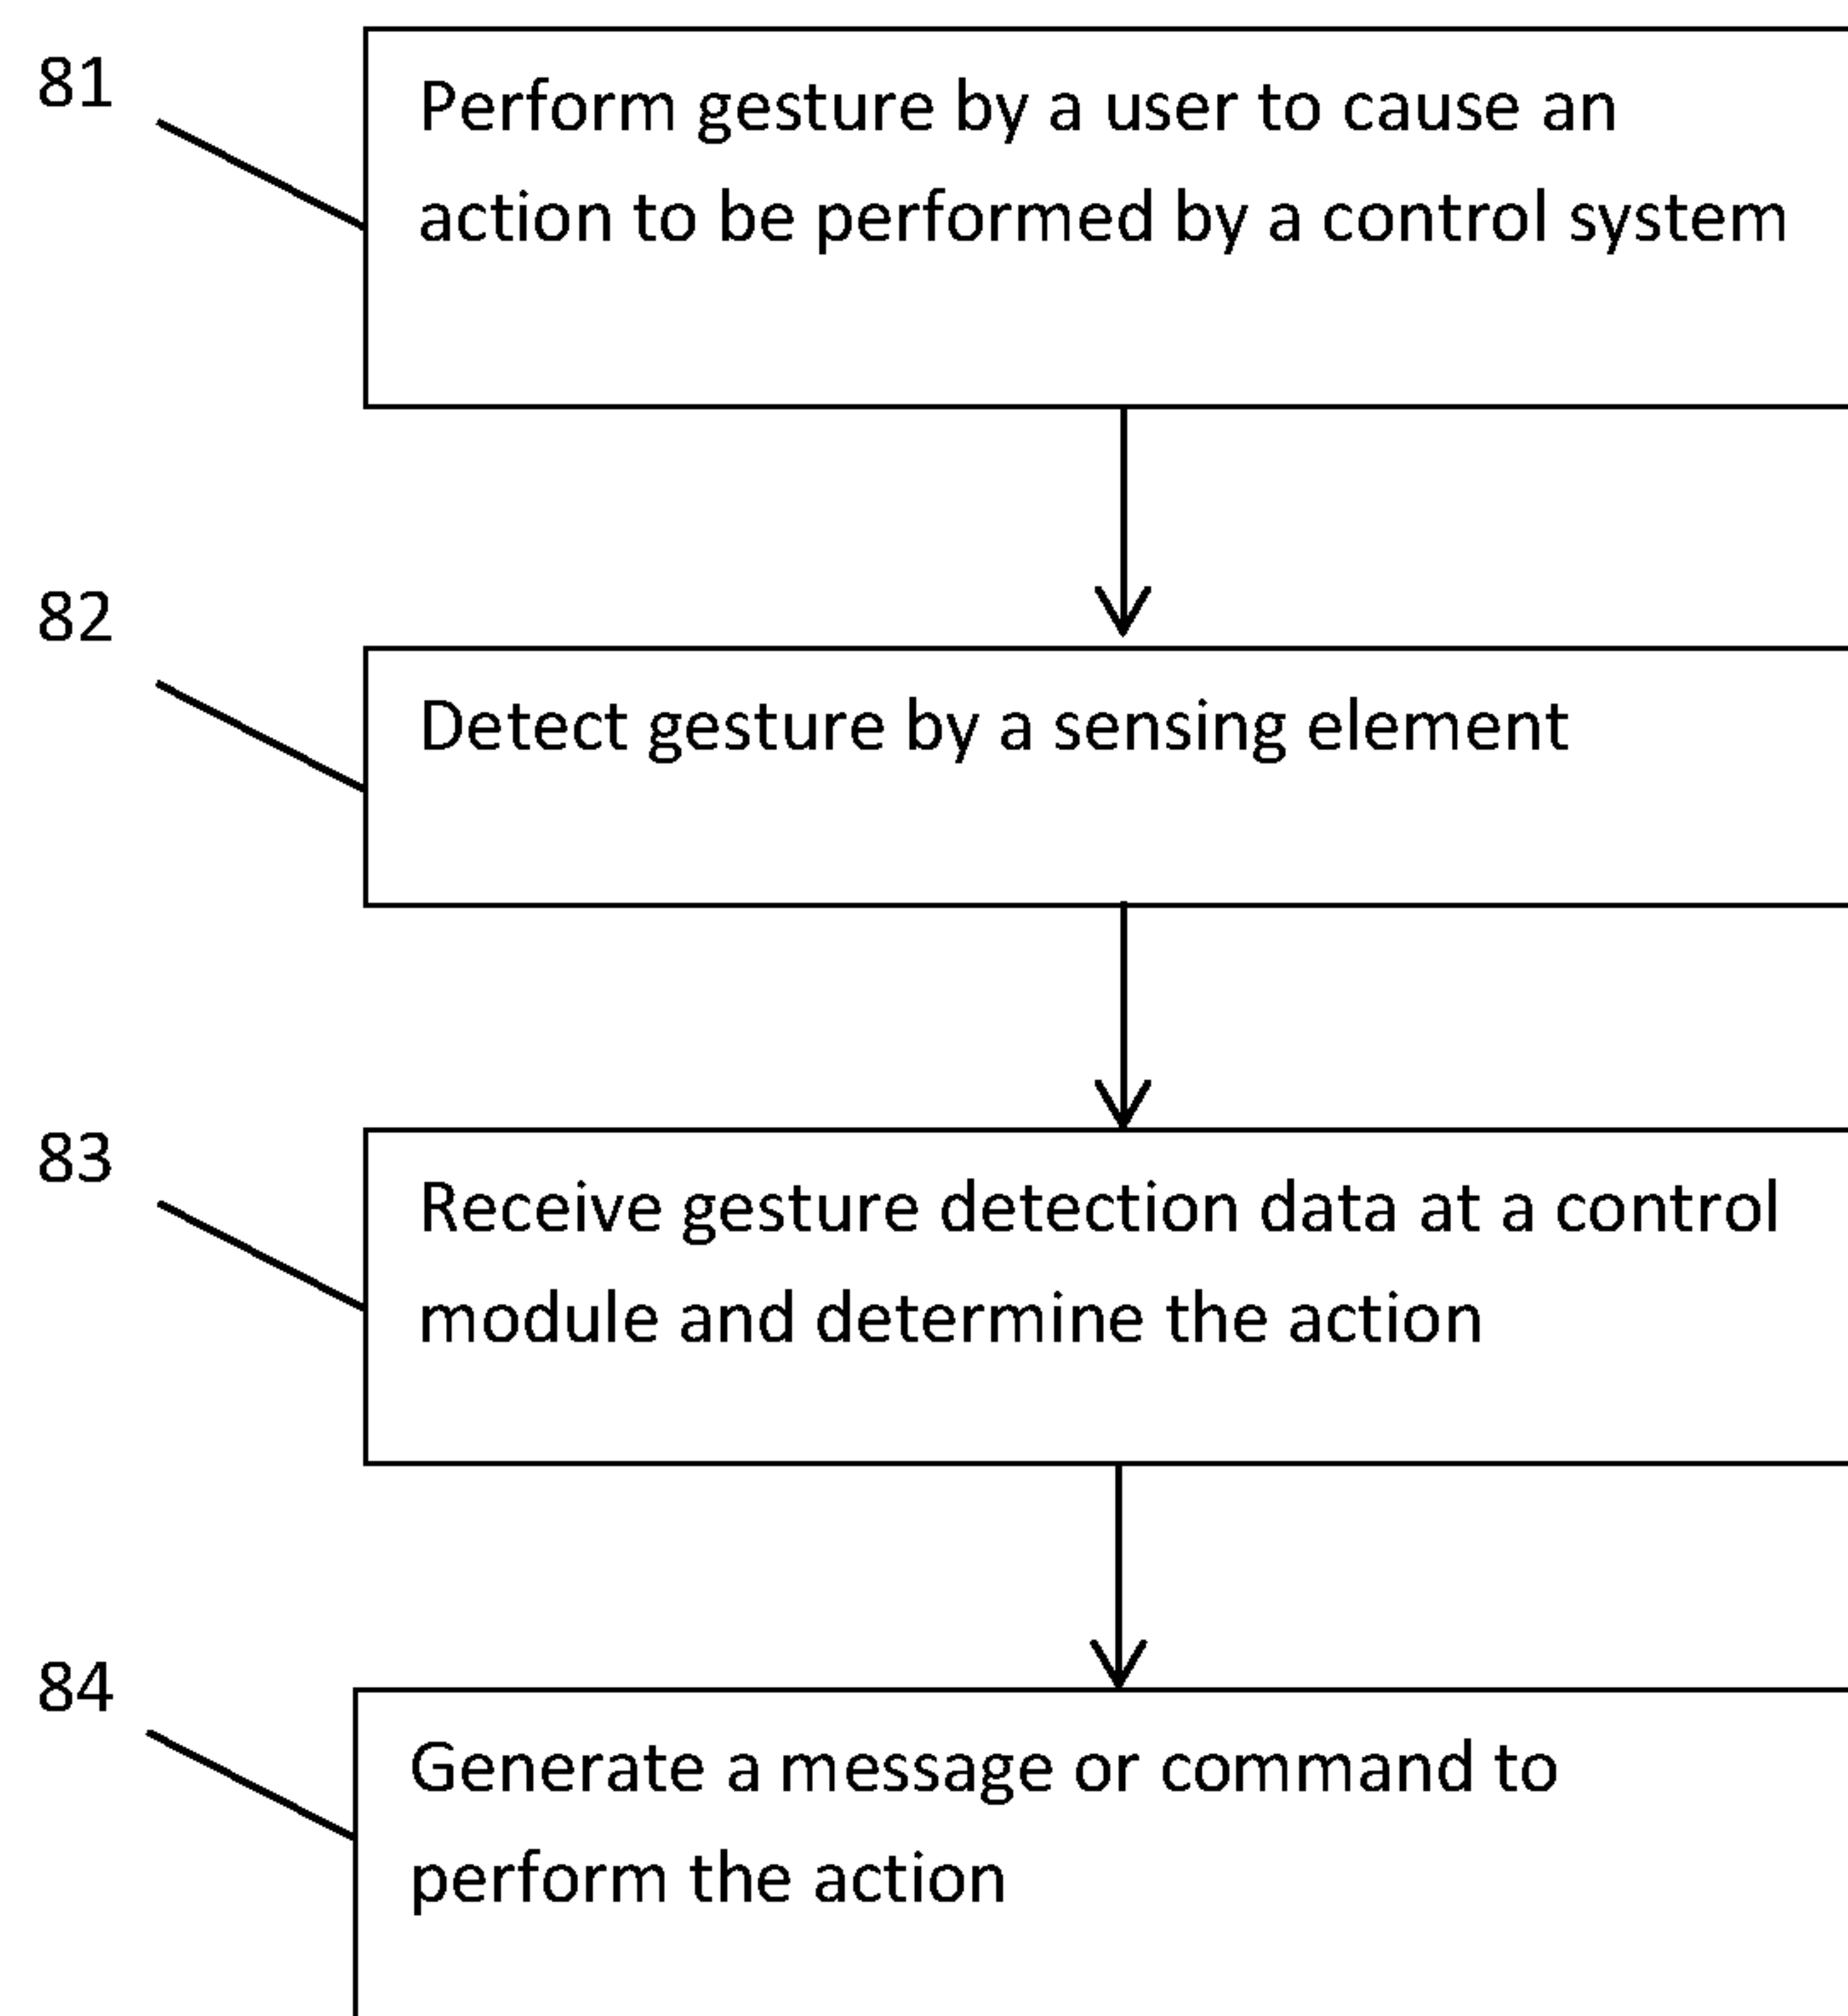 81
Perform gesture by a user to cause an
action to be performed by a control system
82
Detect gesture by a sensing element
83
Receive gesture detection data at a control
module and determine the action
84
Generate a message or command to
perform the action